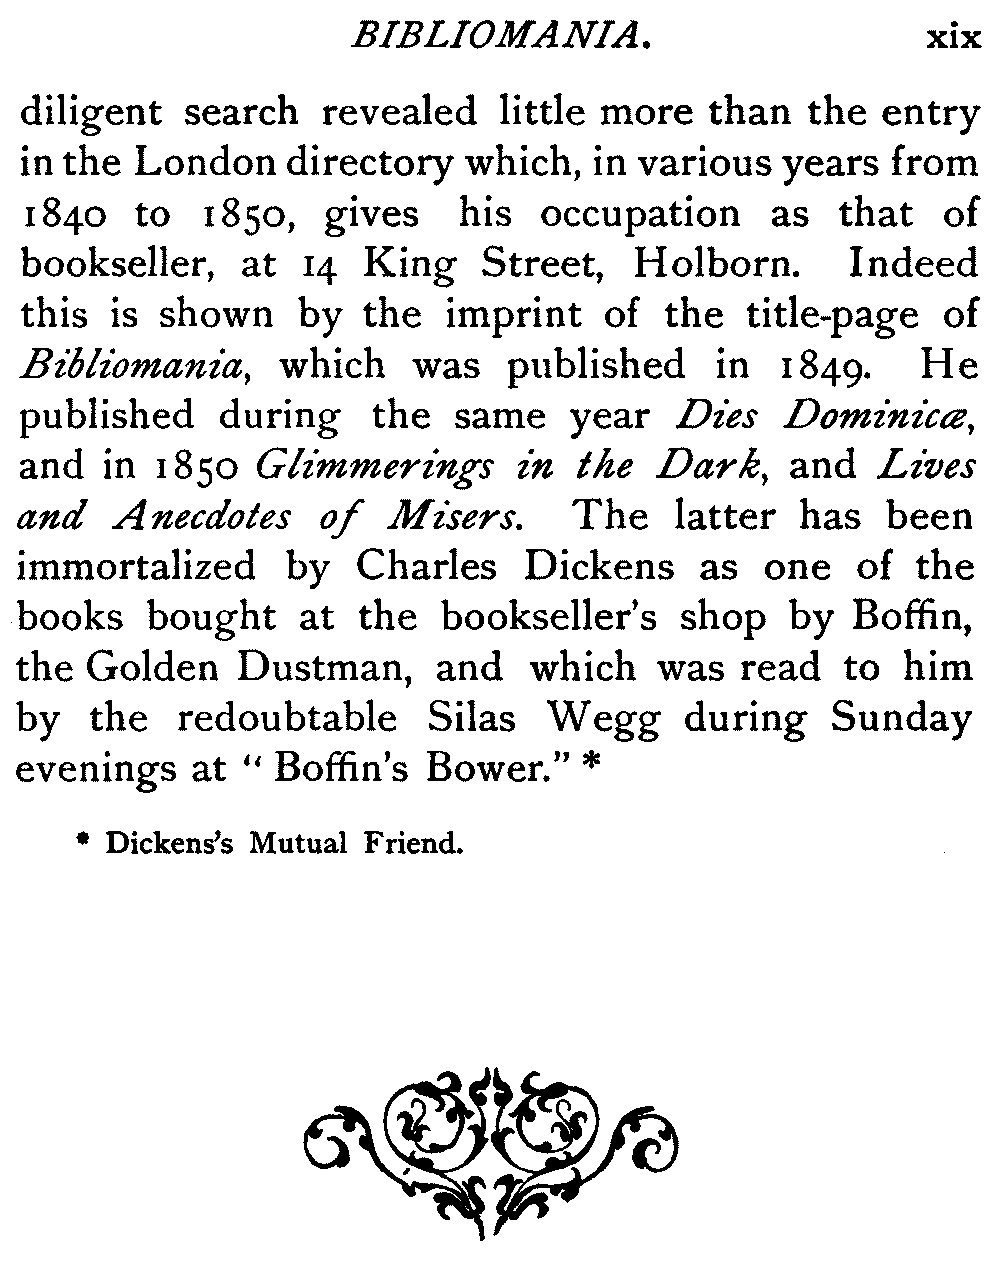 BIBLIOMANIA. xix
diligent search revealed little more than the entry
in the London directory which, in various years from
1840 to 1850, gives his occupation as that of
bookseller, at 14 King Street, Holborn. Indeed
this is shown by the imprint of the title-page of
Bibliomania, which was published in 1849. He
published during the same year Dies Dominicæ,
and in 1850 Glimmerings in the Dark, and Lives
and Anecdotes of Misers. The latter has been
immortalized by Charles Dickens as one of the
books bought at the bookseller's shop by Boffin,
the Golden Dustman, and which was read to him
by the redoubtable Silas Wegg during Sunday
evenings at “ Boffin's Bower.” *
* Dickens's Mutual Friend.